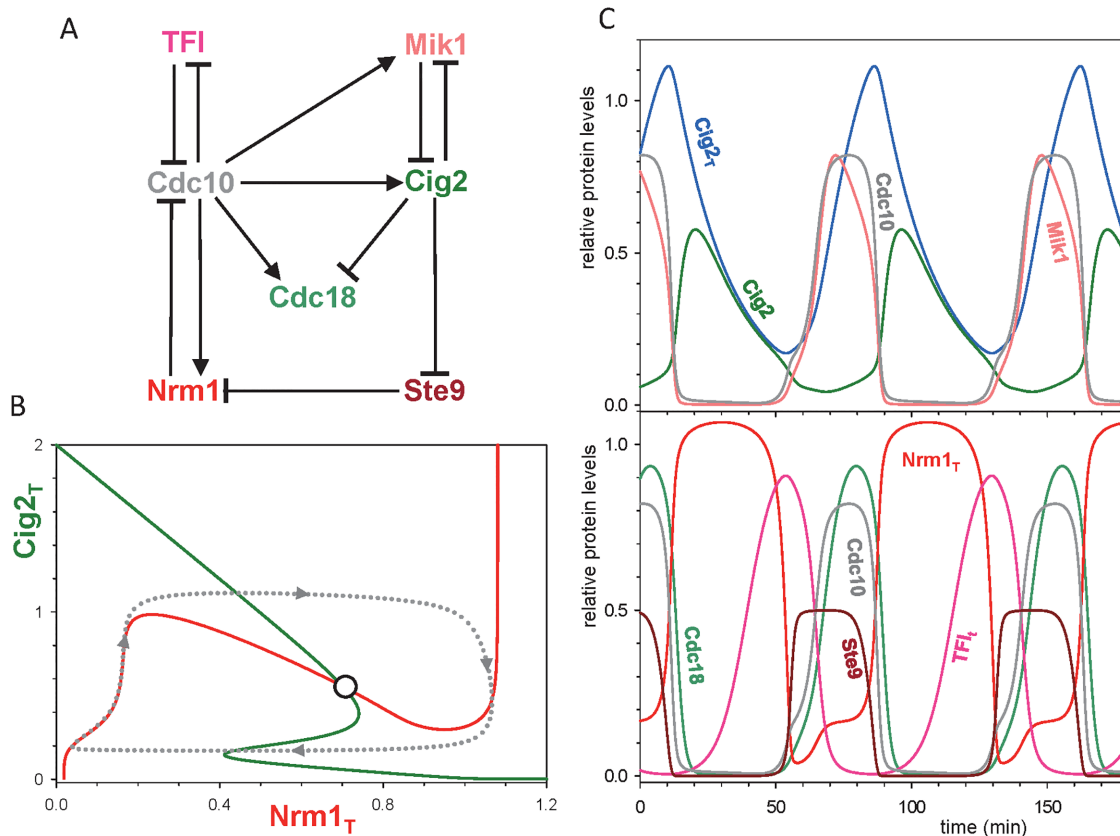 A
TFI
Mik1
Cdc10
Cig2
Cdc18
Nrm1
Ste9
B
Cig2T
2
1
0
0.0 0.4 0.8 1.2
Nrm1T
C
relative protein levels
1.0
0.5
0.0
Cig2T
Cdc10
Mik1
Cig2
relative protein levels
1.0
0.5
0.0
Nrm1T
Cdc10
Cdc18
Ste9
TFIt
0 50 100 150
time (min)